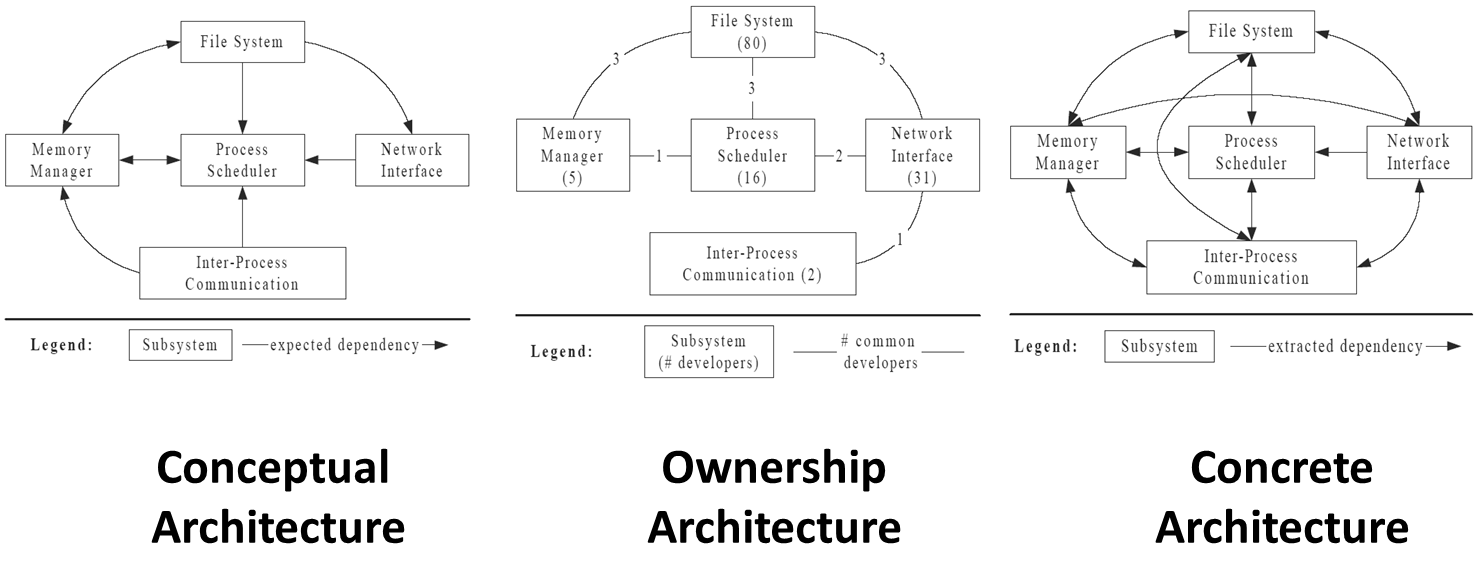 File System
Memory
Manager
Process
Scheduler
Network
Interface
Inter-Process
Communication
Legend:
Subsystem
expected dependency
Conceptual
Architecture
File System
(80)
3
3
3
Memory
Manager
(5)
1
Process
Scheduler
(16)
2
Network
Interface
(31)
1
Inter-Process
Communication (2)
Legend:
Subsystem
(# developers)
# common
developers
Ownership
Architecture
File System
Memory
Manager
Process
Scheduler
Network
Interface
Inter-Process
Communication
Legend:
Subsystem
extracted dependency
Concrete
Architecture